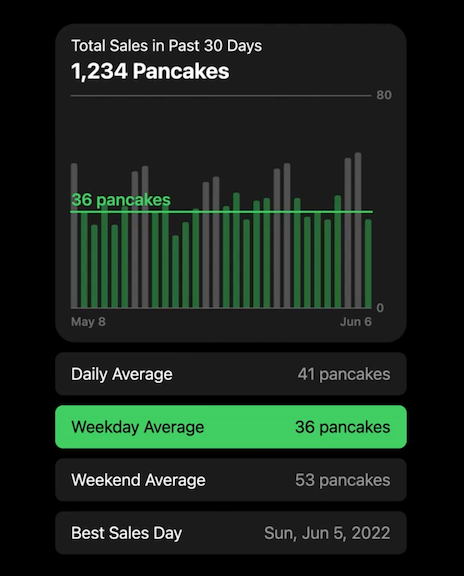 Total Sales in Past 30 Days
1,234 Pancakes
80
36 pancakes
0
May 8 Jun 6
Daily Average 41 pancakes
Weekday Average 36 pancakes
Weekend Average 53 pancakes
Best Sales Day Sun, Jun 5, 2022